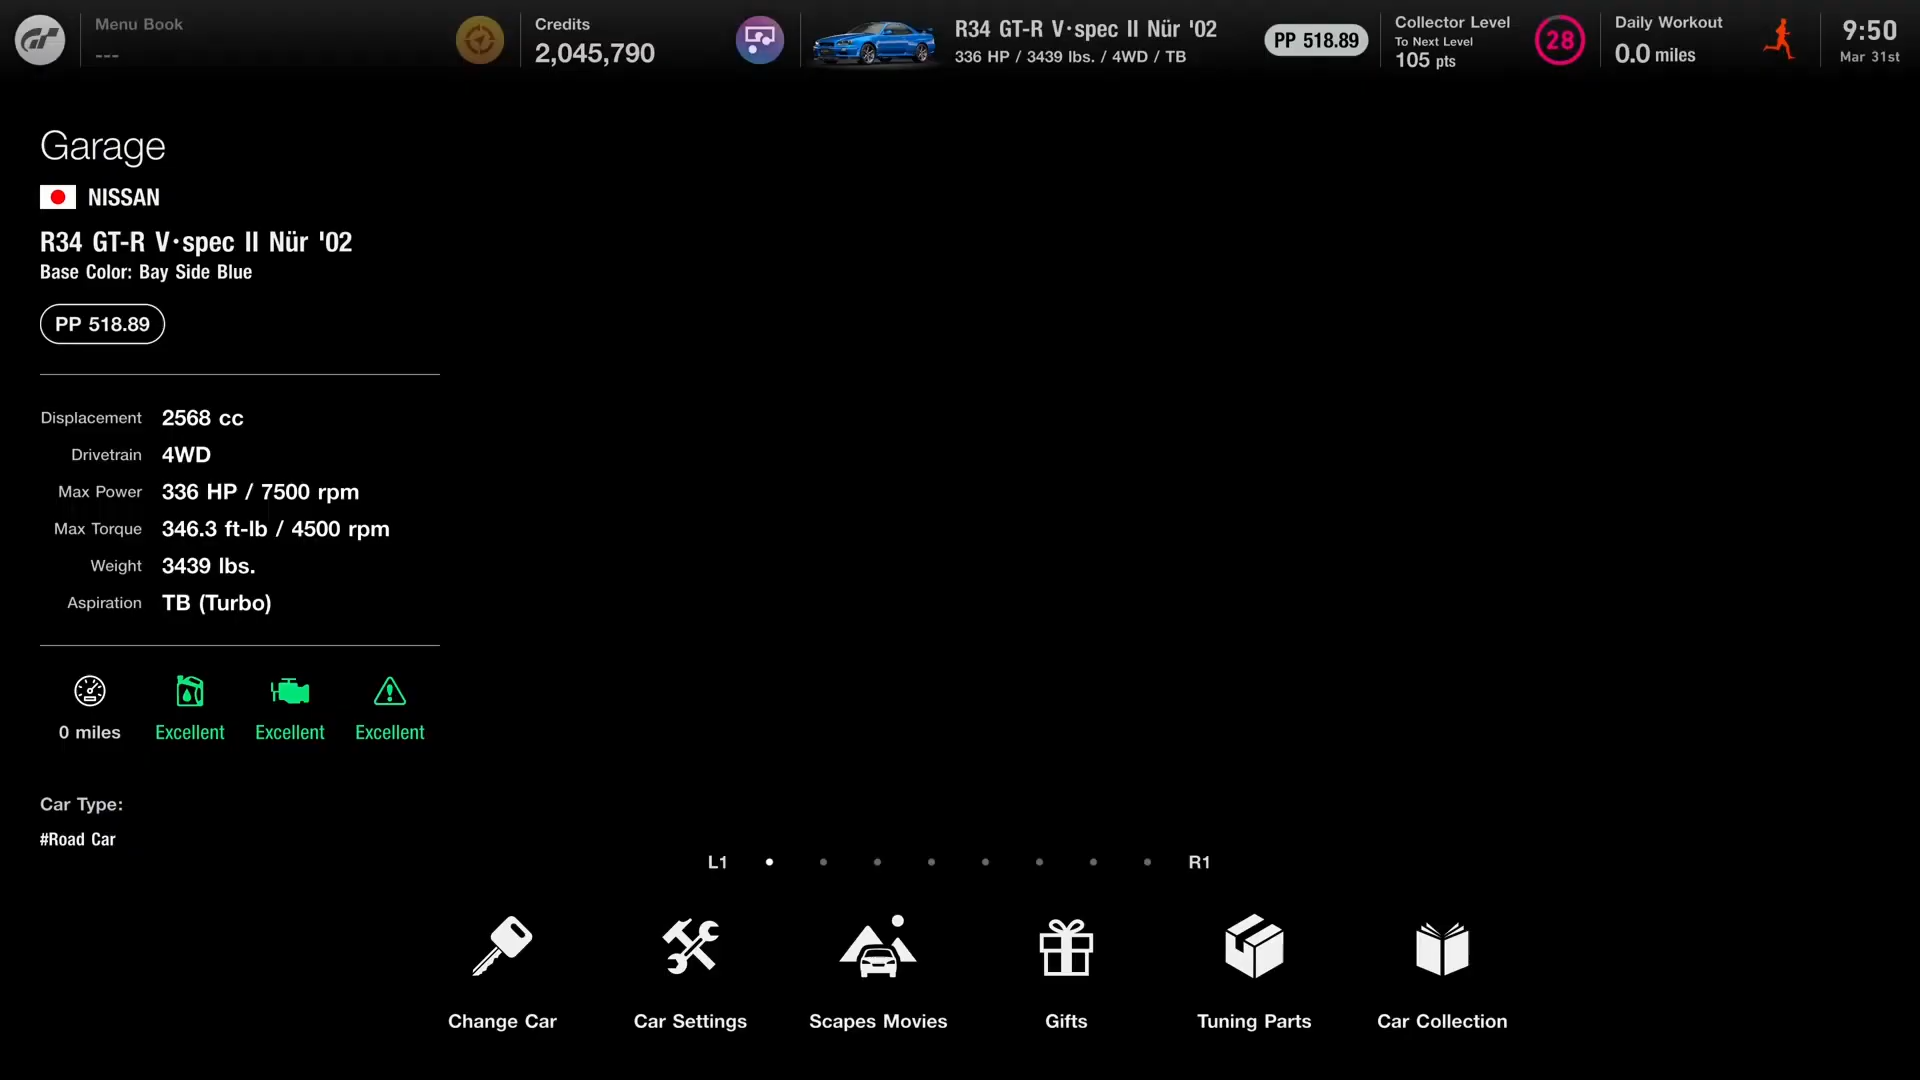 Menu Book
---
Credits
2,045,790
R34 GT-R V･spec II Nür '02
336 HP / 3439 lbs. / 4WD / TB
PP 518.89
Collector Level
To Next Level
105 pts
28
Daily Workout
0.0 miles
9:50
Mar 31st
Garage
NISSAN
R34 GT-R V･spec II Nür '02
Base Color: Bay Side Blue
PP 518.89
Displacement 2568 cc
Drivetrain 4WD
Max Power 336 HP / 7500 rpm
Max Torque 346.3 ft-lb / 4500 rpm
Weight 3439 lbs.
Aspiration TB (Turbo)
0 miles Excellent Excellent Excellent
Car Type:
#Road Car
L1 R1
Change Car Car Settings Scapes Movies Gifts Tuning Parts Car Collection